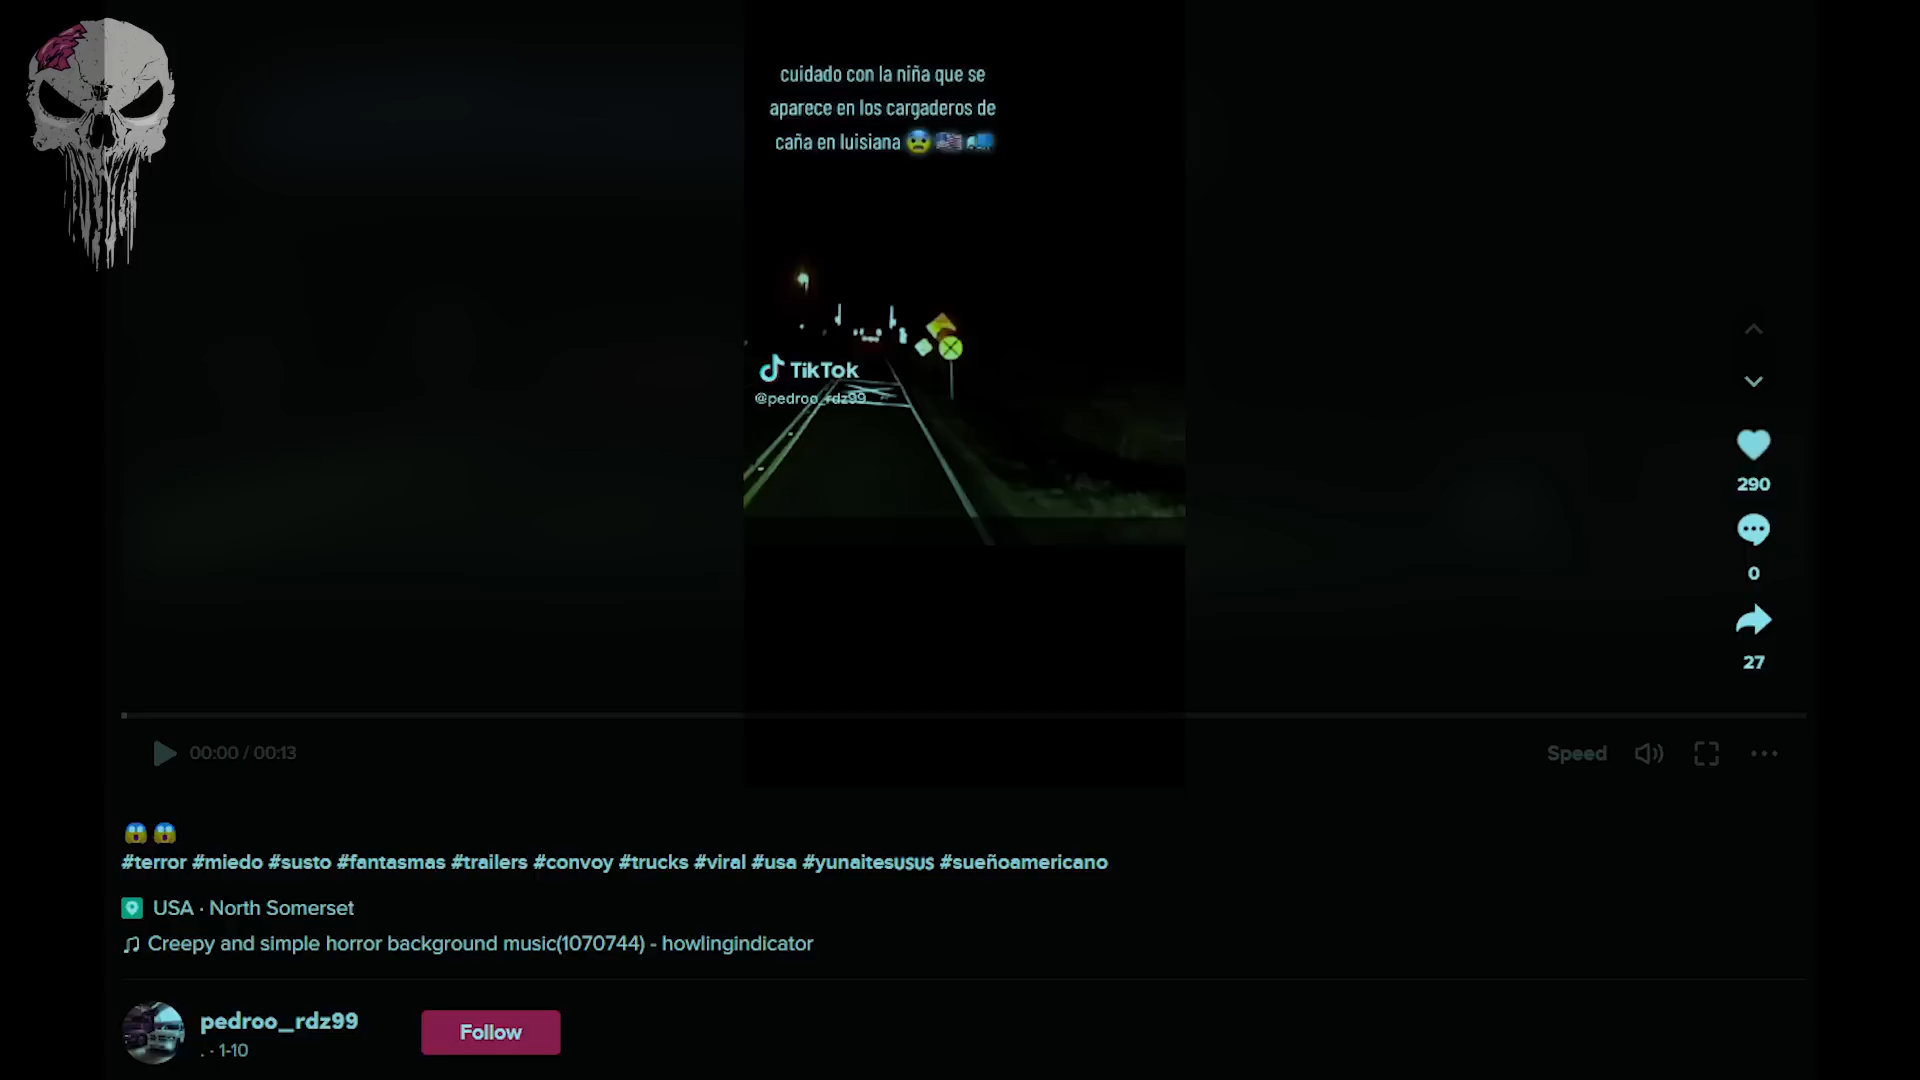 cuidado con la niña que se
aparece en los cargaderos de
caña en luisiana
TikTok
@pedroo_rdz99
290
0
27
00:00 / 00:13
Speed
#terror #miedo #susto #fantasmas #trailers #convoy #trucks #viral #usa #yunaitesusus #sueñoamericano
USA · North Somerset
Creepy and simple horror background music(1070744) - howlingindicator
pedroo_rdz99
Follow
. · 1-10